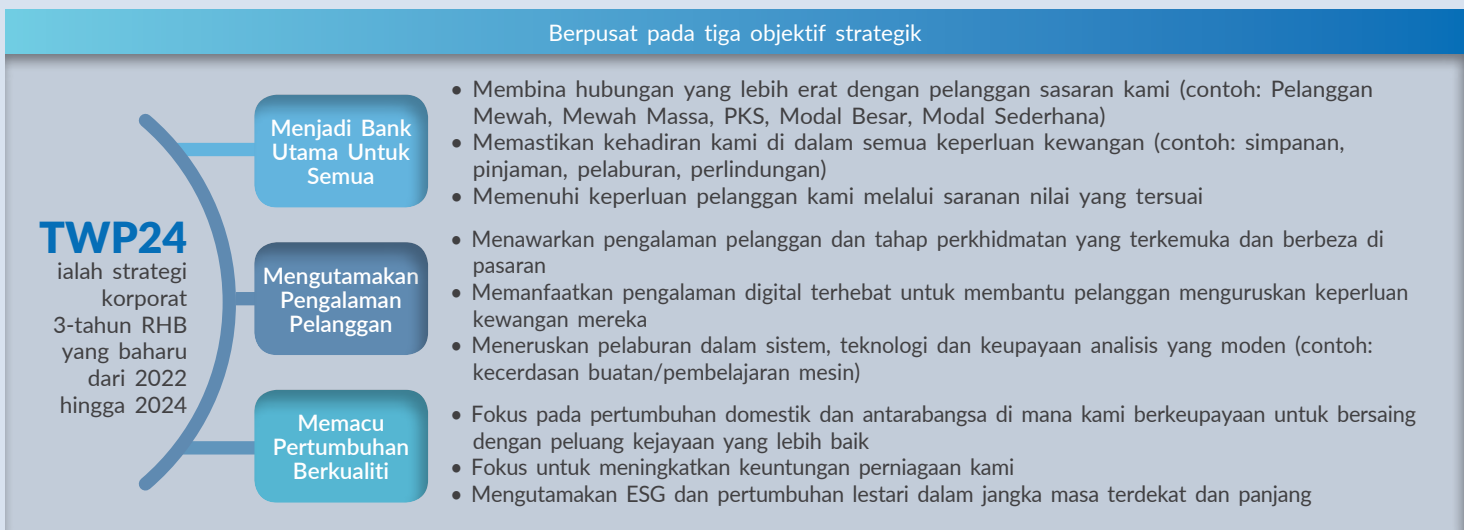 Berpusat pada tiga objektif strategik
TWP24
ialah strategi
korporat
3-tahun RHB
yang baharu
dari 2022
hingga 2024
Menjadi Bank
Utama Untuk
Semua
• Membina hubungan yang lebih erat dengan pelanggan sasaran kami (contoh: Pelanggan
Mewah, Mewah Massa, PKS, Modal Besar, Modal Sederhana)
• Memastikan kehadiran kami di dalam semua keperluan kewangan (contoh: simpanan,
pinjaman, pelaburan, perlindungan)
• Memenuhi keperluan pelanggan kami melalui saranan nilai yang tersuai
Mengutamakan
Pengalaman
Pelanggan
• Menawarkan pengalaman pelanggan dan tahap perkhidmatan yang terkemuka dan berbeza di
pasaran
• Memanfaatkan pengalaman digital terhebat untuk membantu pelanggan menguruskan keperluan
kewangan mereka
• Meneruskan pelaburan dalam sistem, teknologi dan keupayaan analisis yang moden (contoh:
kecerdasan buatan/pembelajaran mesin)
Memacu
Pertumbuhan
Berkualiti
• Fokus pada pertumbuhan domestik dan antarabangsa di mana kami berkeupayaan untuk bersaing
dengan peluang kejayaan yang lebih baik
• Fokus untuk meningkatkan keuntungan perniagaan kami
• Mengutamakan ESG dan pertumbuhan lestari dalam jangka masa terdekat dan panjang